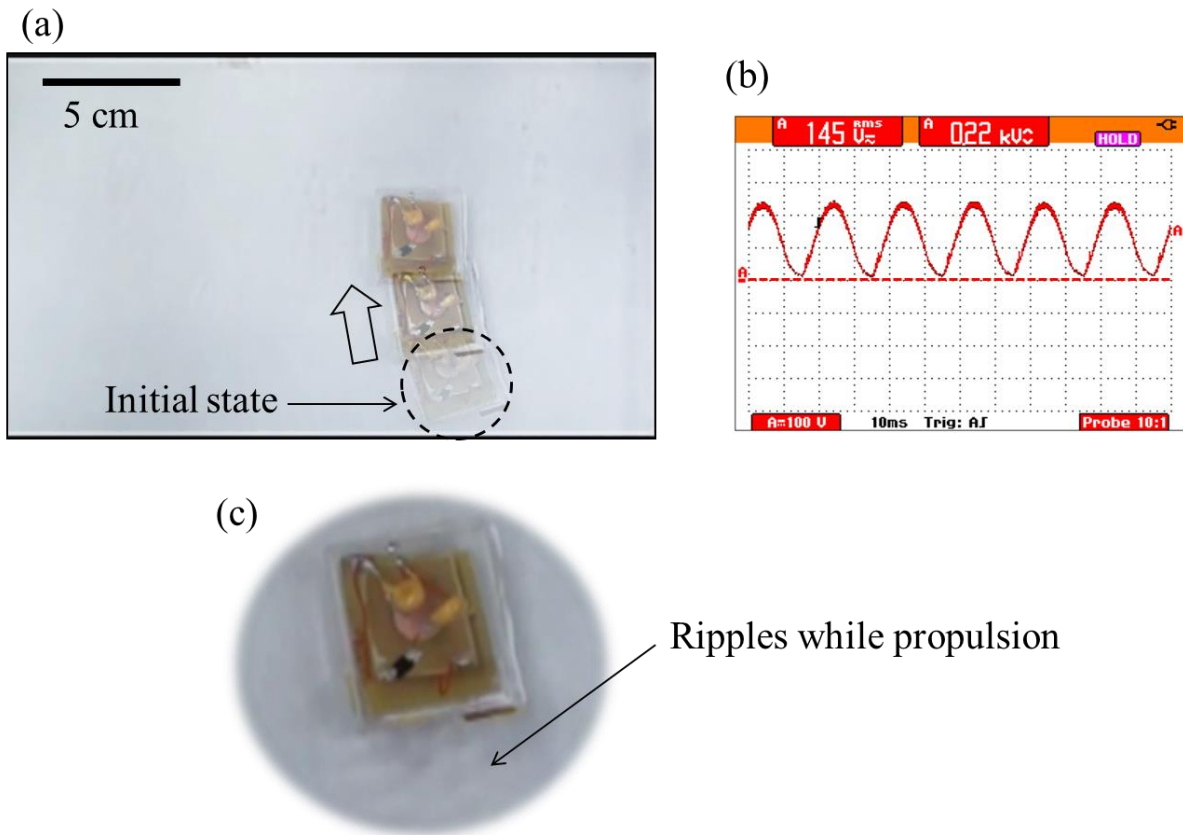 (a)
5 cm
Initial state
(b)
A 145 rms V≂ A 0.22 kV HOLD
A
A
A=100 V 10ms Trig: A Probe 10:1
(c)
Ripples while propulsion